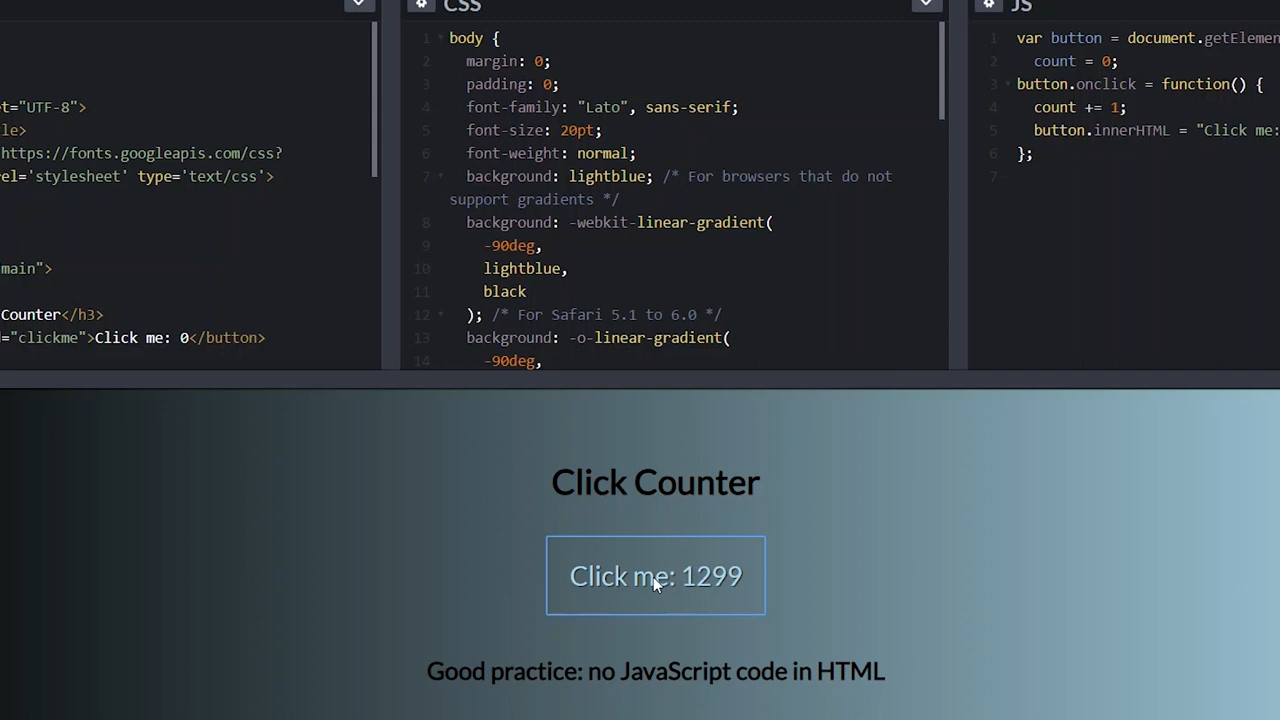 CSS
JS
et="UTF-8">
le>
https://fonts.googleapis.com/css?
rel='stylesheet' type='text/css'>
main">
Counter</h3>
d="clickme">Click me: 0</button>
1 body {
2 margin: 0;
3 padding: 0;
4 font-family: "Lato", sans-serif;
5 font-size: 20pt;
6 font-weight: normal;
7 background: lightblue; /* For browsers that do not
support gradients */
8 background: -webkit-linear-gradient(
9 -90deg,
10 lightblue,
11 black
12 ); /* For Safari 5.1 to 6.0 */
13 background: -o-linear-gradient(
14 -90deg,
1 var button = document.getElemen
2 count = 0;
3 button.onclick = function() {
4 count += 1;
5 button.innerHTML = "Click me:
6 };
7
Click Counter
Click me: 1299
Good practice: no JavaScript code in HTML